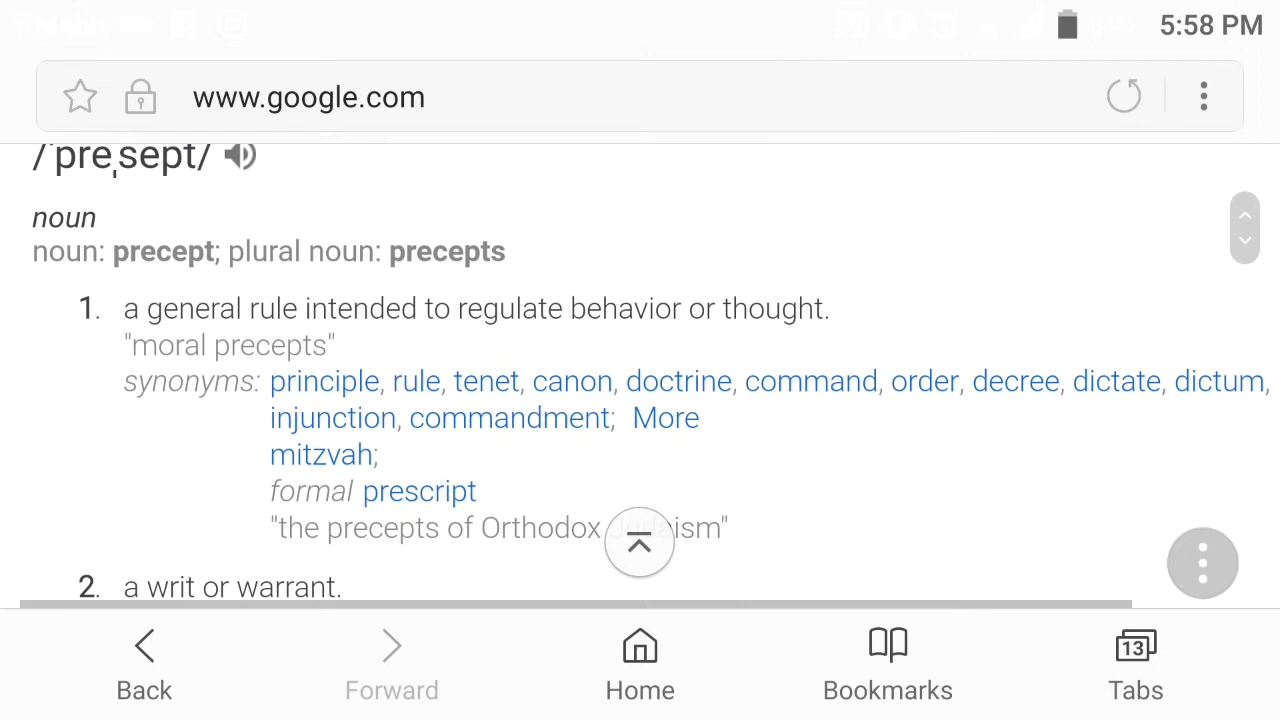 5:58 PM
www.google.com
/ˈpreˌsept/
noun
noun: precept; plural noun: precepts
1. a general rule intended to regulate behavior or thought.
"moral precepts"
synonyms: principle, rule, tenet, canon, doctrine, command, order, decree, dictate, dictum,
injunction, commandment; More
mitzvah;
formal prescript
"the precepts of Orthodox Judaism"
2. a writ or warrant.
13
Back Forward Home Bookmarks Tabs